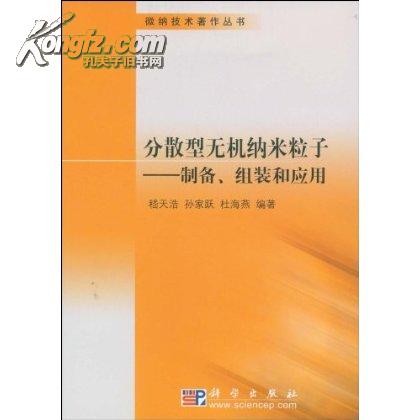 微纳技术著作丛书
Kongfz.com
孔夫子旧书网
分散型无机纳米粒子
——制备、组装和应用
嵇天浩 孙家跃 杜海燕 编著
科学出版社
www.sciencep.com